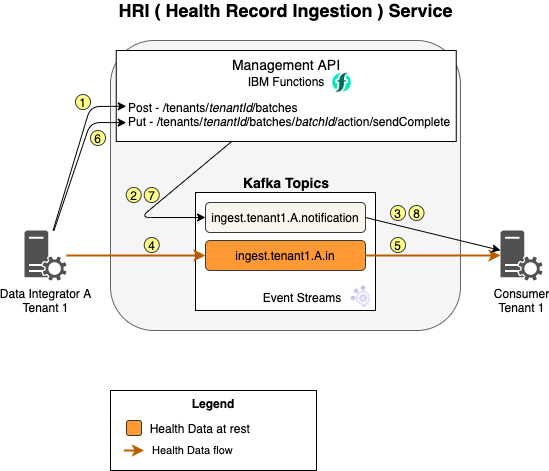 HRI ( Health Record Ingestion ) Service
Management API
IBM Functions
1
Post - /tenants/tenantId/batches
Put - /tenants/tenantId/batches/batchId/action/sendComplete
6
Kafka Topics
2 7
ingest.tenant1.A.notification
3 8
4
ingest.tenant1.A.in
5
Event Streams
Data Integrator A
Tenant 1
Consumer
Tenant 1
Legend
Health Data at rest
Health Data flow